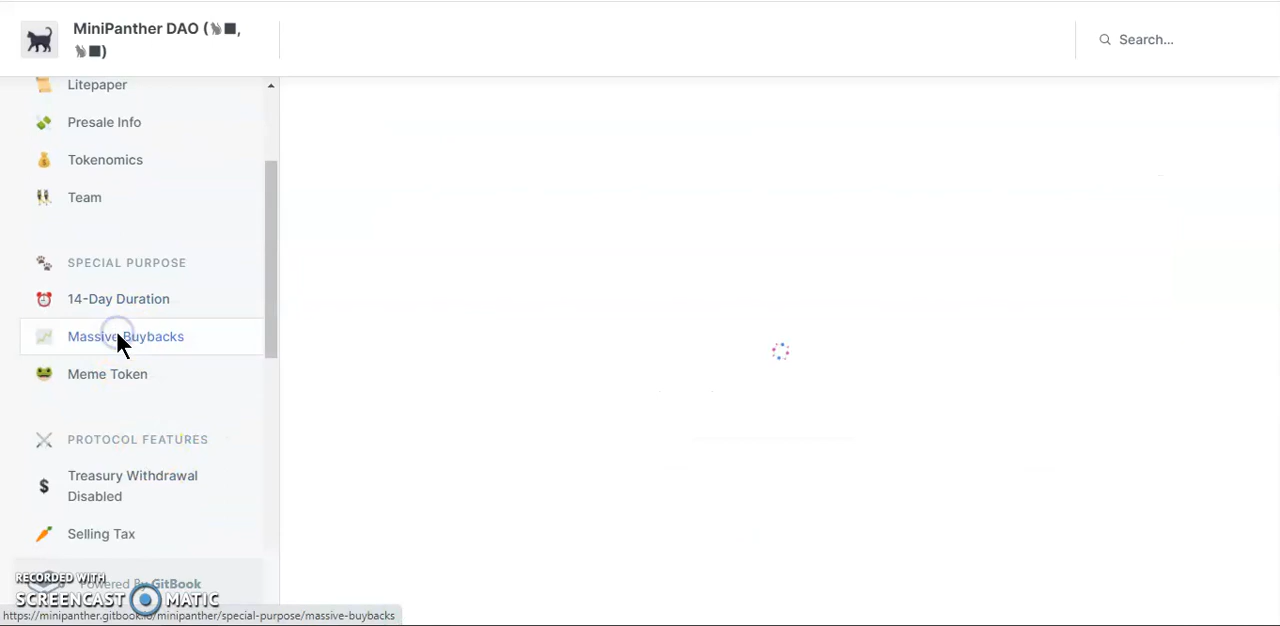 MiniPanther DAO (🐈‍⬛,
🐈‍⬛)
Search...
Litepaper
Presale Info
Tokenomics
Team
SPECIAL PURPOSE
14-Day Duration
Massive Buybacks
Meme Token
PROTOCOL FEATURES
Treasury Withdrawal
Disabled
Selling Tax
Powered By GitBook
RECORDED WITH
SCREENCAST MATIC
https://minipanther.gitbook.io/minipanther/special-purpose/massive-buybacks